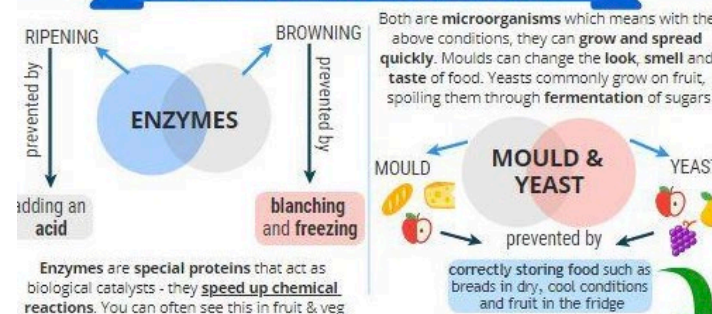 RIPENING
BROWNING
prevented by
prevented by
ENZYMES
adding an
acid
blanching
and freezing
Enzymes are special proteins that act as
biological catalysts - they speed up chemical
reactions. You can often see this in fruit & veg
Both are microorganisms which means with the
above conditions, they can grow and spread
quickly. Moulds can change the look, smell and
taste of food. Yeasts commonly grow on fruit,
spoiling them through fermentation of sugars
MOULD
MOULD &
YEAST
YEAST
prevented by
correctly storing food such as
breads in dry, cool conditions
and fruit in the fridge